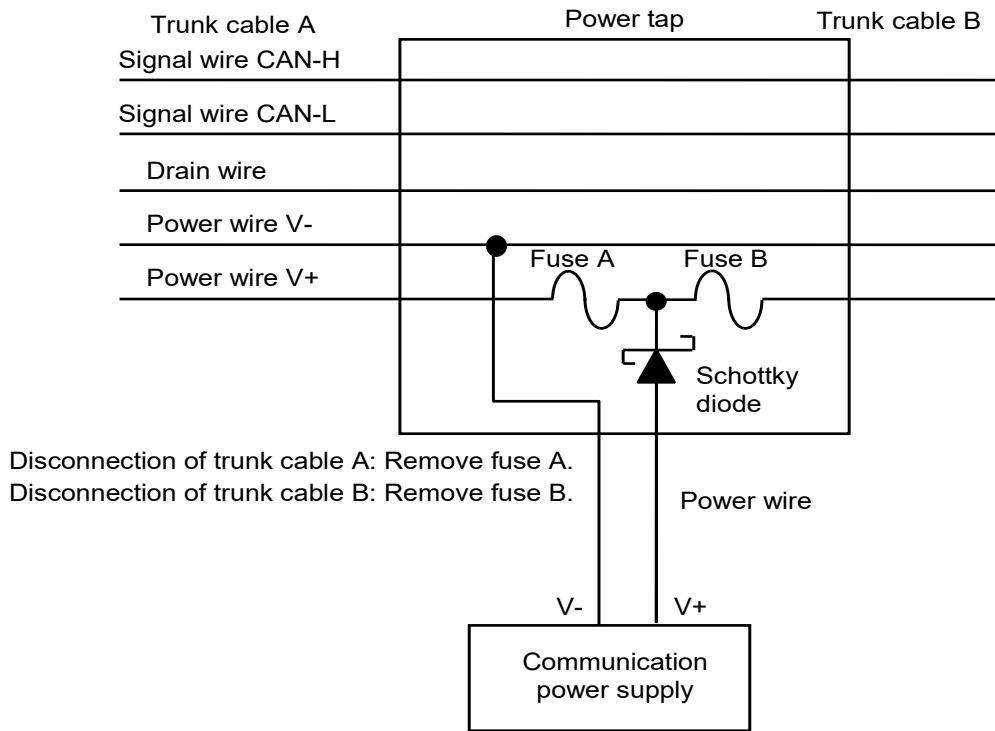 Trunk cable A
Power tap
Trunk cable B
Signal wire CAN-H
Signal wire CAN-L
Drain wire
Power wire V-
Power wire V+
Fuse A
Fuse B
Schottky
diode
Disconnection of trunk cable A: Remove fuse A.
Disconnection of trunk cable B: Remove fuse B.
Power wire
V-
V+
Communication
power supply